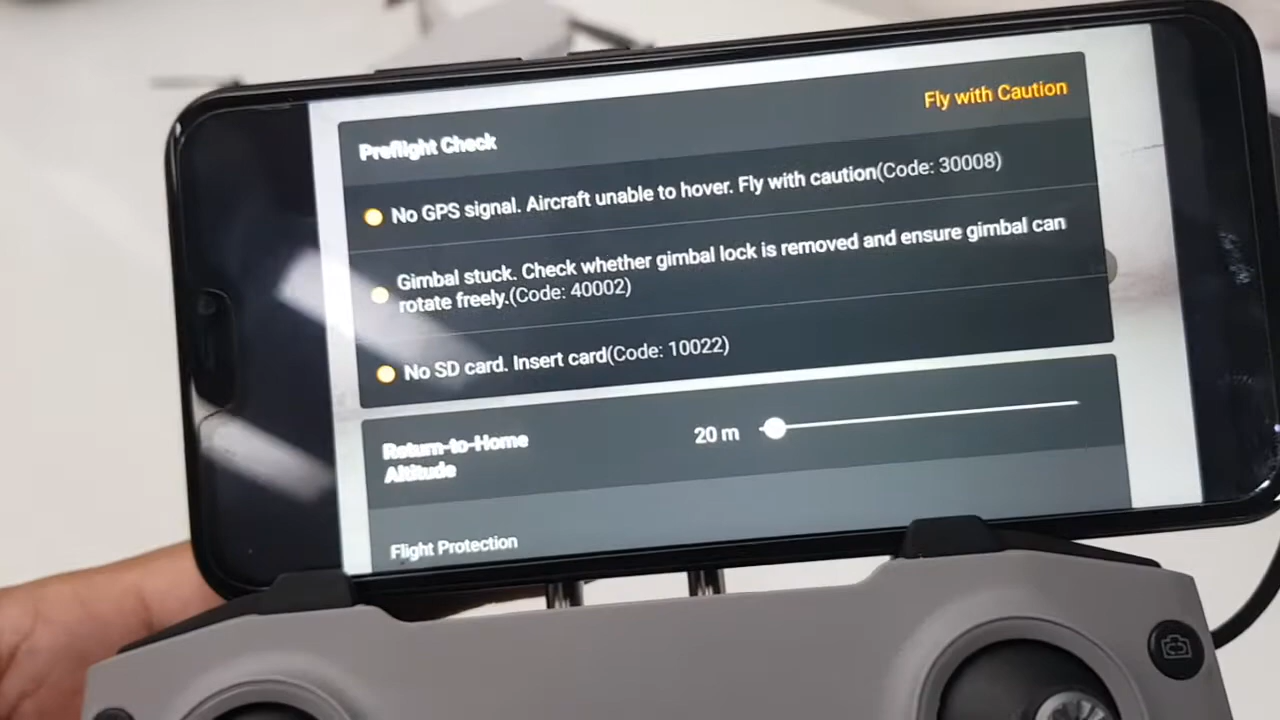 Fly with Caution
Preflight Check
No GPS signal. Aircraft unable to hover. Fly with caution(Code: 30008)
Gimbal stuck. Check whether gimbal lock is removed and ensure gimbal can
rotate freely.(Code: 40002)
No SD card. Insert card(Code: 10022)
Return-to-Home
Altitude
20 m
Flight Protection